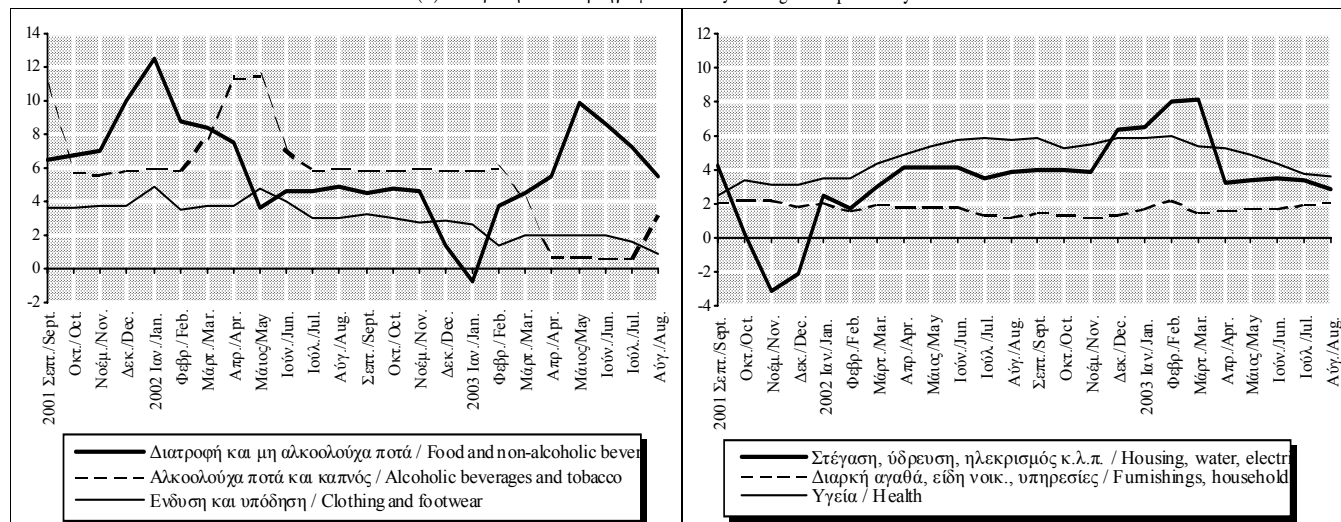 14
12
10
8
6
4
2
0
-2
2001 Σεπτ./Sept.
Οκτ./Oct.
Νοέμ./Nov.
Δεκ./Dec.
2002 Ιαν./Jan.
Φεβρ./Feb.
Μάρτ./Mar.
Απρ./Apr.
Μάιος/May
Ιούν./Jun.
Ιούλ./Jul.
Αύγ./Aug.
Σεπτ./Sept.
Οκτ./Oct.
Νοέμ./Nov.
Δεκ./Dec.
2003 Ιαν./Jan.
Φεβρ./Feb.
Μάρτ./Mar.
Απρ./Apr.
Μάιος/May
Ιούν./Jun.
Ιούλ./Jul.
Αύγ./Aug.
Διατροφή και μη αλκοολούχα ποτά / Food and non-alcoholic bever
Αλκοολούχα ποτά και καπνός / Alcoholic beverages and tobacco
Ενδυση και υπόδηση / Clothing and footwear
12
10
8
6
4
2
0
-2
-4
2001 Σεπτ./Sept.
Οκτ./Oct.
Νοέμ./Nov.
Δεκ./Dec.
2002 Ιαν/Jan.
Φεβρ./Feb.
Μάρτ./Mar.
Απρ./Apr.
Μάιος/May
Ιούν./Jun.
Ιούλ./Jul.
Αύγ./Aug.
Σεπτ./Sept.
Οκτ./Oct.
Νοέμ./Nov.
Δεκ./Dec.
2003 Ιαν/Jan.
Φεβρ./Feb.
Μάρτ./Mar.
Απρ./Apr.
Μάιος/May
Ιούν./Jun.
Ιούλ./Jul.
Αύγ./Aug.
Στέγαση, ύδρευση, ηλεκρισμός κ.λ.π. / Housing, water, electri
Διαρκή αγαθά, είδη νοικ., υπηρεσίες / Furnishings, household
Υγεία / Health